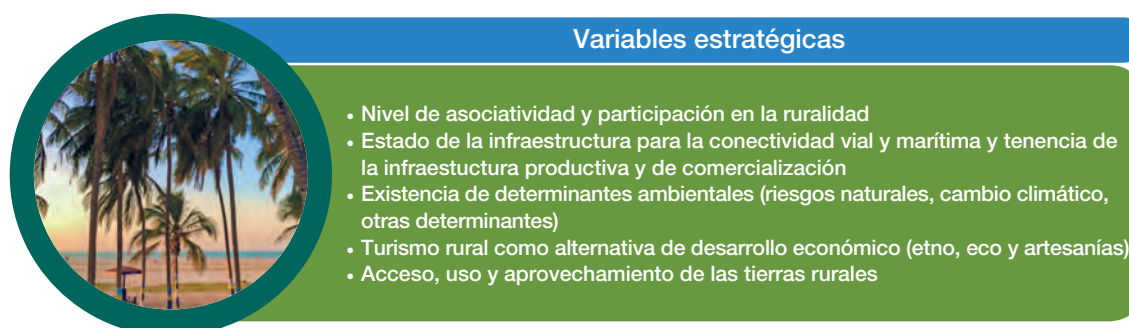 Variables estratégicas
• Nivel de asociatividad y participación en la ruralidad
• Estado de la infraestructura para la conectividad vial y marítima y tenencia de
la infraestuctura productiva y de comercialización
• Existencia de determinantes ambientales (riesgos naturales, cambio climático,
otras determinantes)
• Turismo rural como alternativa de desarrollo económico (etno, eco y artesanías)
• Acceso, uso y aprovechamiento de las tierras rurales